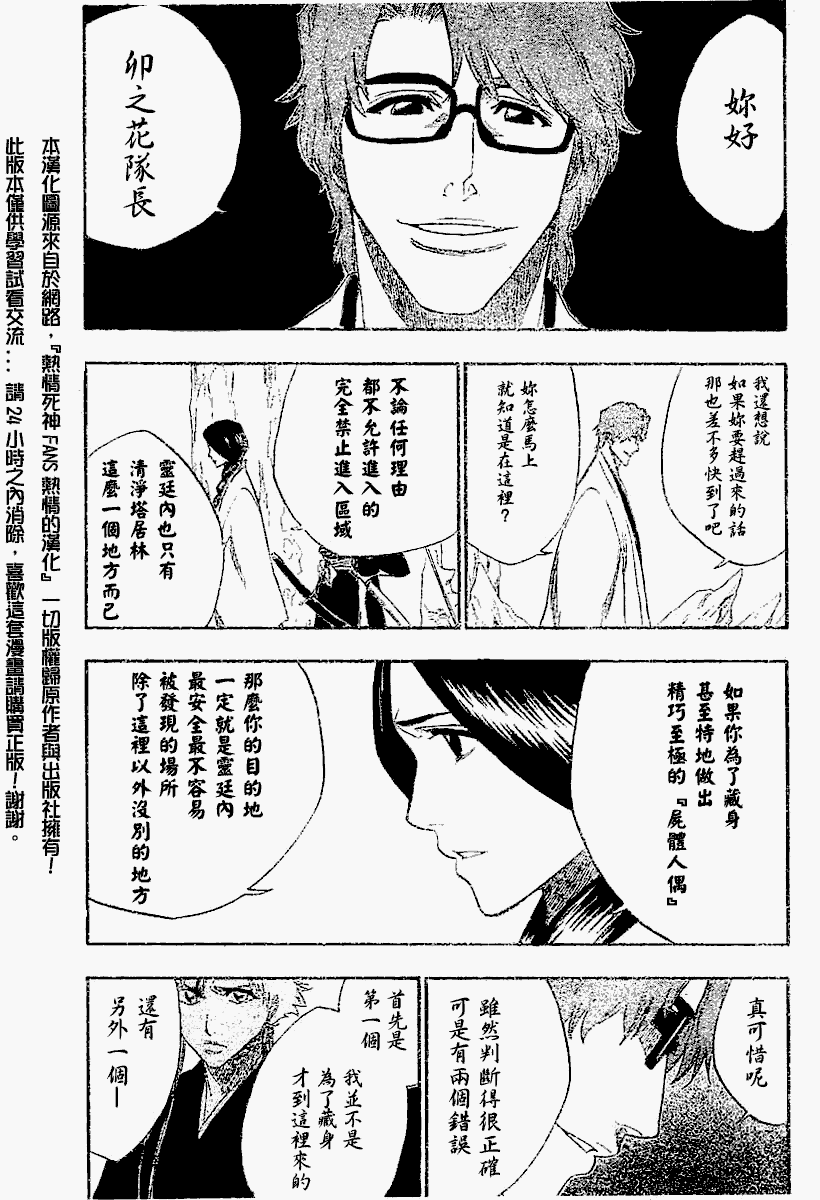 妳好
卯之花隊長
我還想說
如果妳要趕過來的話
那也差不多快到了吧
妳怎麼馬上
就知道是在這裡？
不論任何理由
都不允許進入的
完全禁止進入區域
靈廷內也只有
清淨塔居林
這麼一個地方而已
如果你為了藏身
甚至特地做出
精巧至極的『屍體人偶』
那麼你的目的地
一定就是靈廷內
最安全最不容易
被發現的場所
除了這裡以外沒別的地方
真可惜呢
雖然判斷得很正確
可是有兩個錯誤
首先是
第一個
我並不是
為了藏身
才到這裡來的
還有
另外一個—
本漢化圖源來自於網路，『熱情死神 FANS 熱情的漢化』 一切版權歸原作者與出版社擁有！
此版本僅供學習試看交流... 請 24 小時之內消除，喜歡這套漫畫請購買正版！謝謝。